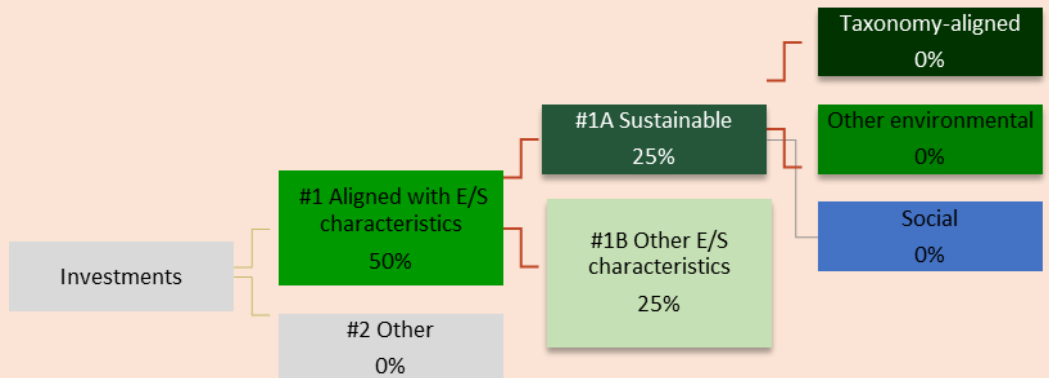 Investments
#1 Aligned with E/S
characteristics
50%
#2 Other
0%
#1A Sustainable
25%
#1B Other E/S
characteristics
25%
Taxonomy-aligned
0%
Other environmental
0%
Social
0%